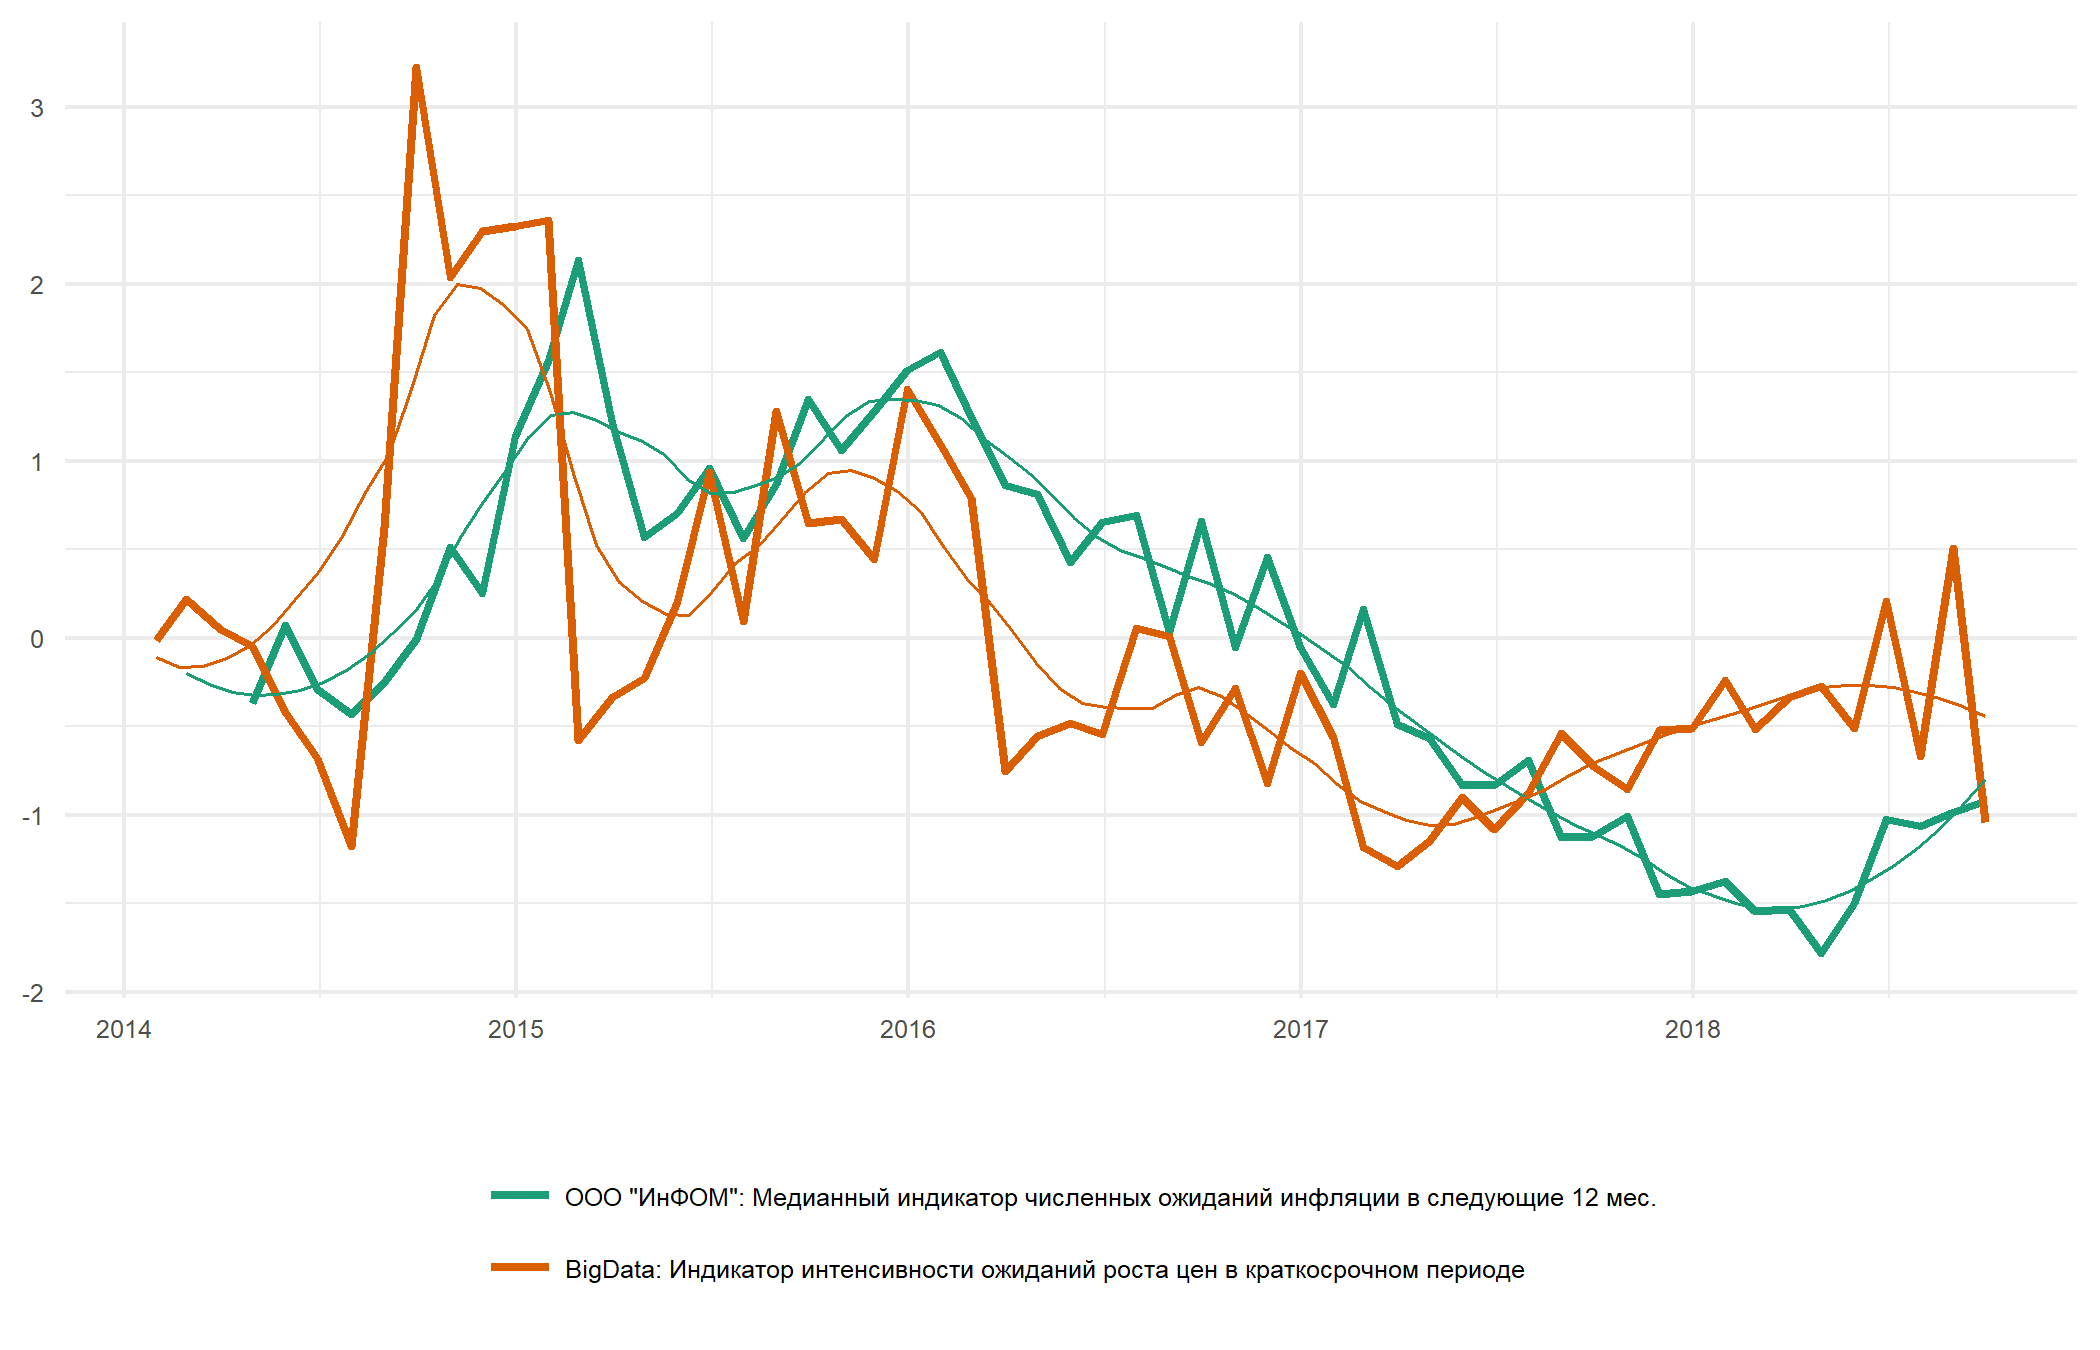 3
2
1
0
-1
-2
2014 2015 2016 2017 2018
ООО "ИнФОМ": Медианный индикатор численных ожиданий инфляции в следующие 12 мес.
BigData: Индикатор интенсивности ожиданий роста цен в краткосрочном периоде